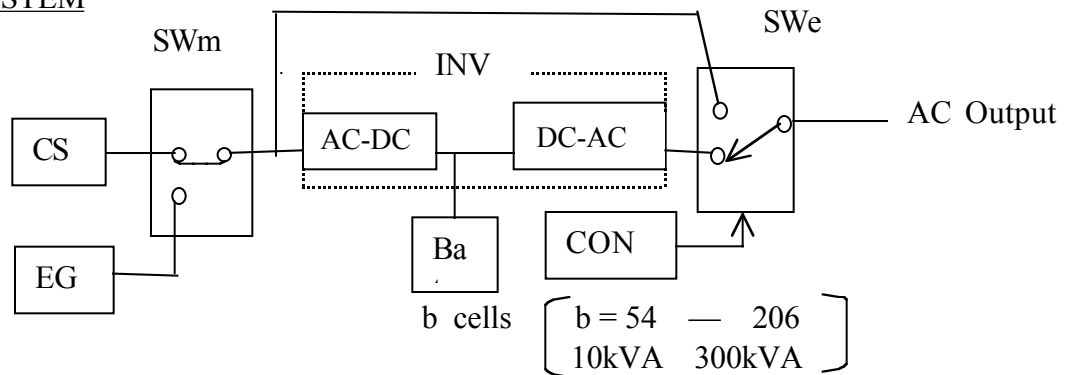 STEM
SWm
SWe
INV
AC Output
CS
AC-DC
DC-AC
EG
Ba
CON
b cells
b = 54 — 206
10kVA 300kVA